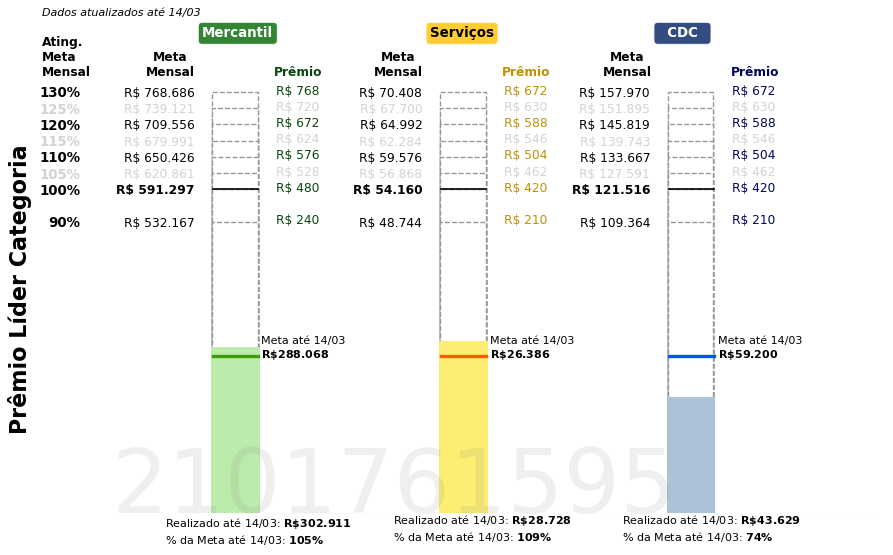 Dados atualizados até 14/03
Mercantil Serviços CDC
Ating. Meta Mensal Meta Mensal Prêmio Meta Mensal Prêmio Meta Mensal Prêmio
130% R$ 768.686 R$ 768 R$ 70.408 R$ 672 R$ 157.970 R$ 672
125% R$ 739.121 R$ 720 R$ 67.700 R$ 630 R$ 151.895 R$ 630
120% R$ 709.556 R$ 672 R$ 64.992 R$ 588 R$ 145.819 R$ 588
115% R$ 679.991 R$ 624 R$ 62.284 R$ 546 R$ 139.743 R$ 546
110% R$ 650.426 R$ 576 R$ 59.576 R$ 504 R$ 133.667 R$ 504
105% R$ 620.861 R$ 528 R$ 56.868 R$ 462 R$ 127.591 R$ 462
100% R$ 591.297 R$ 480 R$ 54.160 R$ 420 R$ 121.516 R$ 420
90% R$ 532.167 R$ 240 R$ 48.744 R$ 210 R$ 109.364 R$ 210
Prêmio Líder Categoria
Meta até 14/03 Meta até 14/03 Meta até 14/03
R$288.068 R$26.386 R$59.200
2101761595
Realizado até 14/03: R$302.911 Realizado até 14/03: R$28.728 Realizado até 14/03: R$43.629
% da Meta até 14/03: 105% % da Meta até 14/03: 109% % da Meta até 14/03: 74%